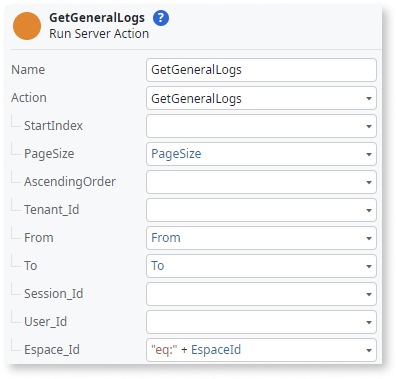 GetGeneralLogs ?
Run Server Action
Name GetGeneralLogs
Action GetGeneralLogs
StartIndex
PageSize PageSize
AscendingOrder
Tenant_Id
From From
To To
Session_Id
User_Id
Espace_Id "eq:" + EspaceId